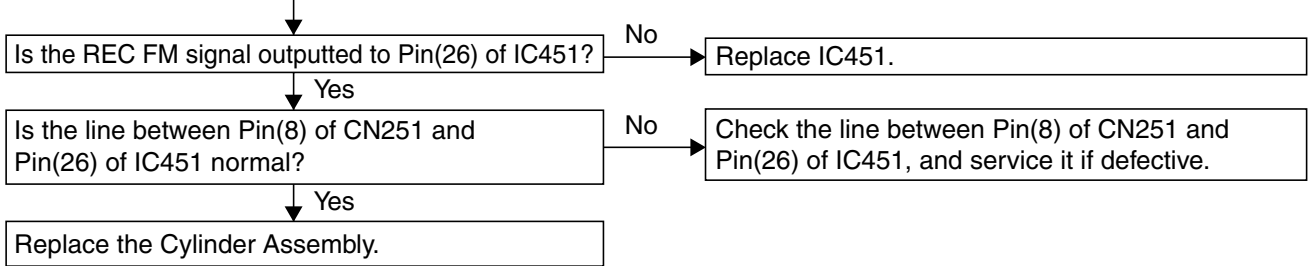 Is the REC FM signal outputted to Pin(26) of IC451?
No
Replace IC451.
Yes
Is the line between Pin(8) of CN251 and
Pin(26) of IC451 normal?
No
Check the line between Pin(8) of CN251 and
Pin(26) of IC451, and service it if defective.
Yes
Replace the Cylinder Assembly.